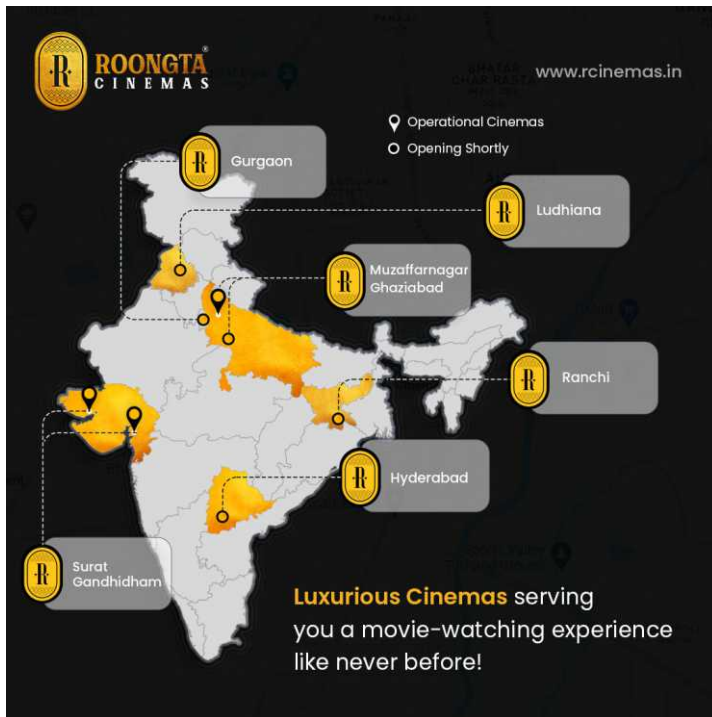 ROONGTA®
CINEMAS
www.rcinemas.in
Operational Cinemas
Opening Shortly
R
Gurgaon
R
Ludhiana
R
Muzaffarnagar
Ghaziabad
R
Ranchi
R
Hyderabad
R
Surat
Gandhidham
Luxurious Cinemas serving
you a movie-watching experience
like never before!